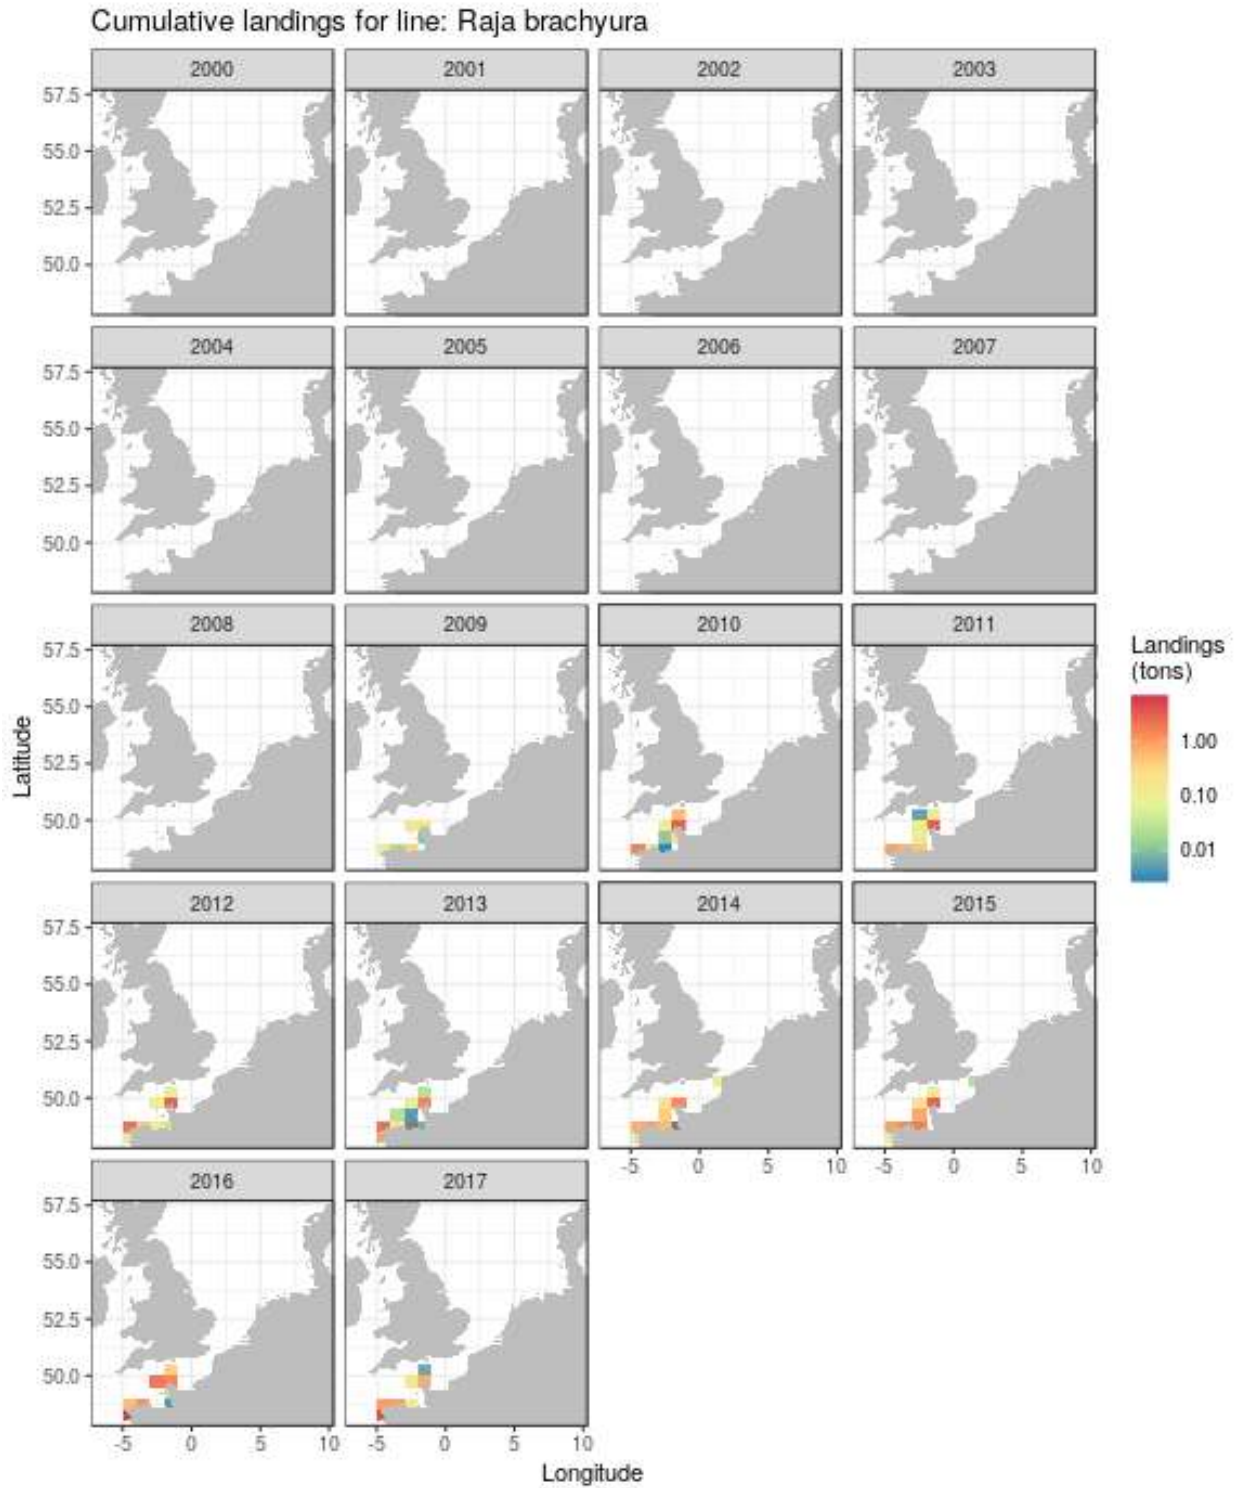 Cumulative landings for line: Raja brachyura
2000 2001 2002 2003
57.5
55.0
52.5
50.0
2004 2005 2006 2007
57.5
55.0
52.5
50.0
2008 2009 2010 2011
57.5
55.0
52.5
50.0
Latitude
Landings
(tons)
1.00
0.10
0.01
2012 2013 2014 2015
57.5
55.0
52.5
50.0
-5 0 5 10 -5 0 5 10
2016 2017
57.5
55.0
52.5
50.0
-5 0 5 10 -5 0 5 10
Longitude